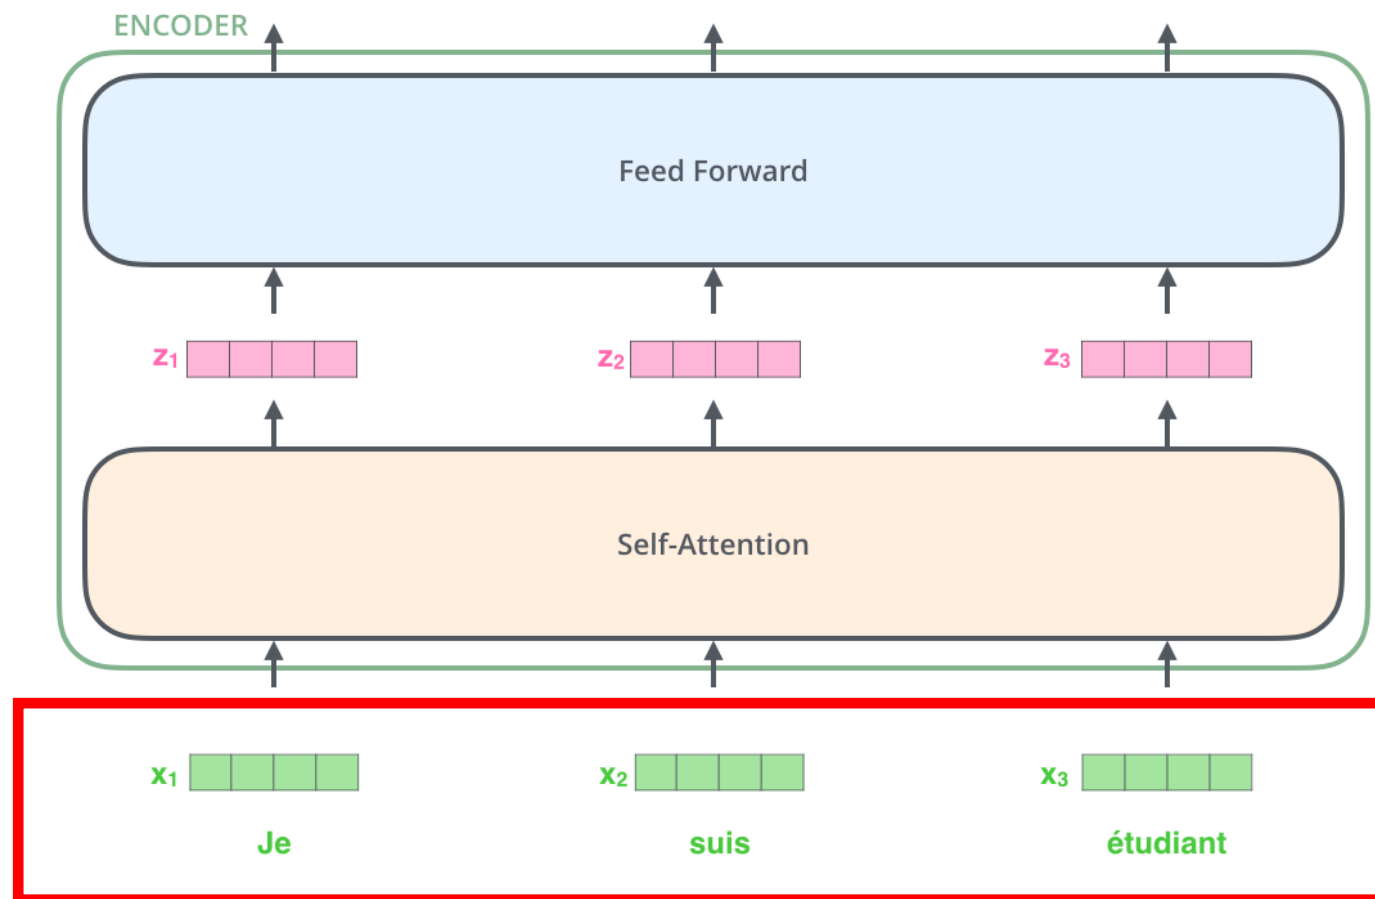 ENCODER
Feed Forward
z1 z2 z3
Self-Attention
x1 x2 x3
Je suis étudiant